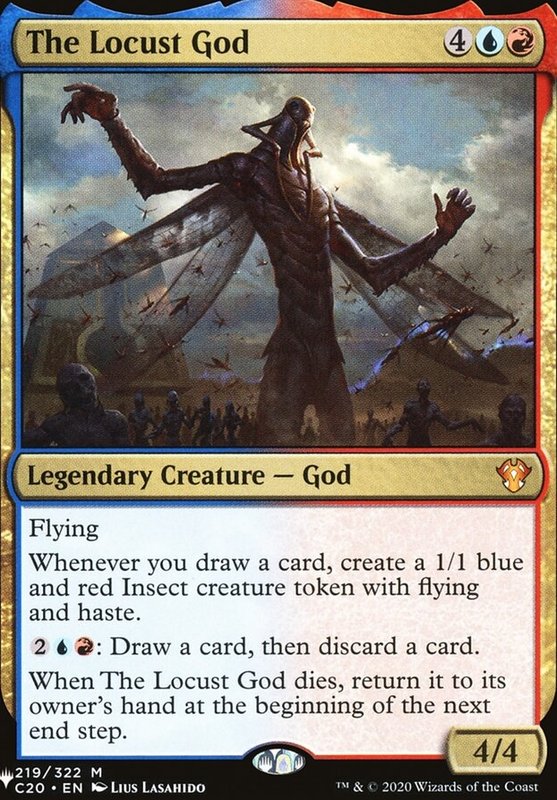 The Locust God 4
Legendary Creature — God
Flying
Whenever you draw a card, create a 1/1 blue
and red Insect creature token with flying
and haste.
2: Draw a card, then discard a card.
When The Locust God dies, return it to its
owner's hand at the beginning of the next
end step.
4/4
219/322 M
C20 • EN Lius Lasahido
™ & © 2020 Wizards of the Coast